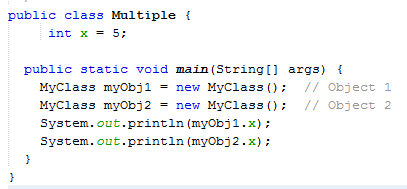 public class Multiple {
int x = 5;
public static void main(String[] args) {
MyClass myObj1 = new MyClass();  // Object 1
MyClass myObj2 = new MyClass();  // Object 2
System.out.println(myObj1.x);
System.out.println(myObj2.x);
}
}